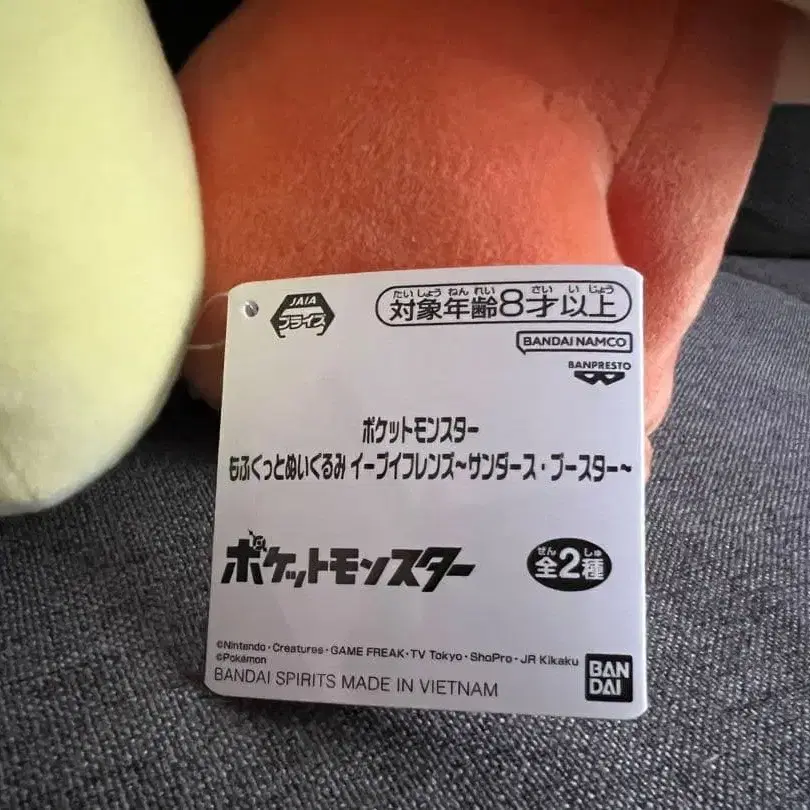 JAIA
プライズ
たい しょう ねん れい さい い じょう
対象年齢8才以上
BANDAI NAMCO
BANPRESTO
ポケットモンスター
もふぐっとぬいぐるみ イーブイフレンズ~サンダース・ブースター~
ポケットモンスター
ぜん しゅ
全2種
©Nintendo・Creatures・GAME FREAK・TV Tokyo・ShoPro・JR Kikaku
©Pokémon
BANDAI SPIRITS MADE IN VIETNAM
BAN
DAI